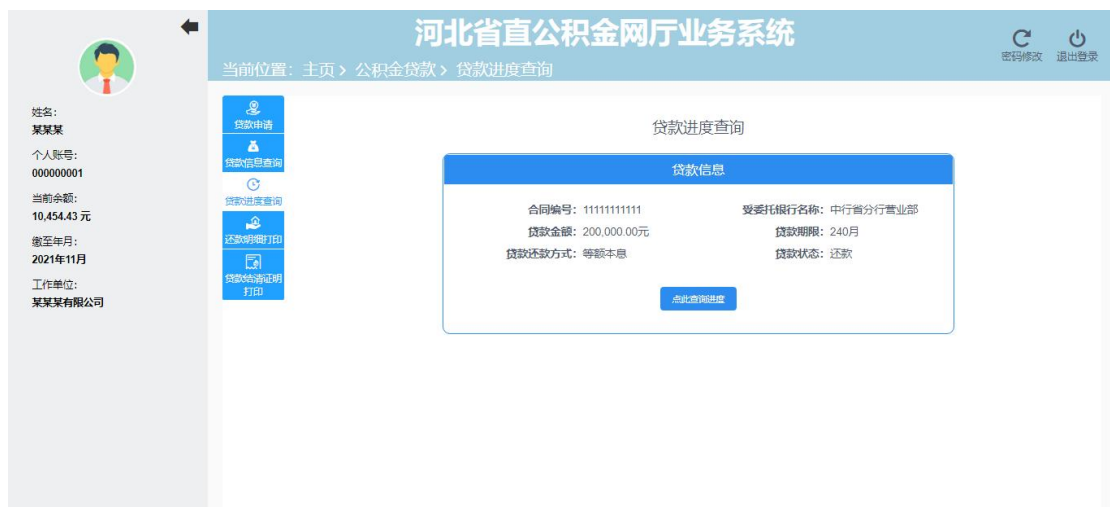 河北省直公积金网厅业务系统
当前位置：主页> 公积金贷款> 贷款进度查询
密码修改 退出登录
姓名：
某某某
个人账号：
000000001
当前余额：
10,454.43 元
缴至年月：
2021年11月
工作单位：
某某某有限公司
贷款申请
贷款信息查询
贷款进度查询
还款明细打印
贷款结清证明
打印
贷款进度查询
贷款信息
合同编号：11111111111 受委托银行名称：中行省分行营业部
贷款金额：200,000.00元 贷款期限：240月
贷款还款方式：等额本息 贷款状态：还款
点此查询进度